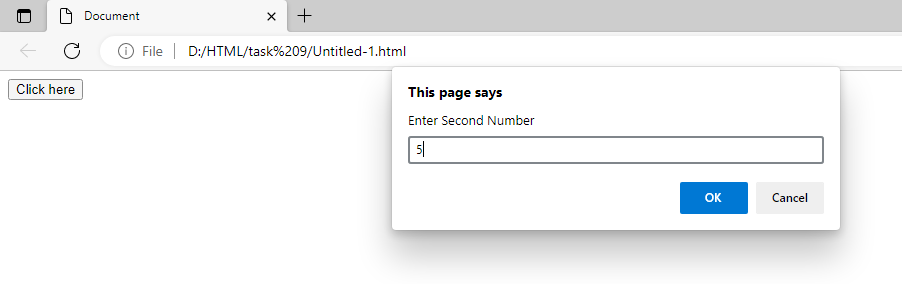 Document
File D:/HTML/task%209/Untitled-1.html
Click here
This page says
Enter Second Number
5
OK Cancel